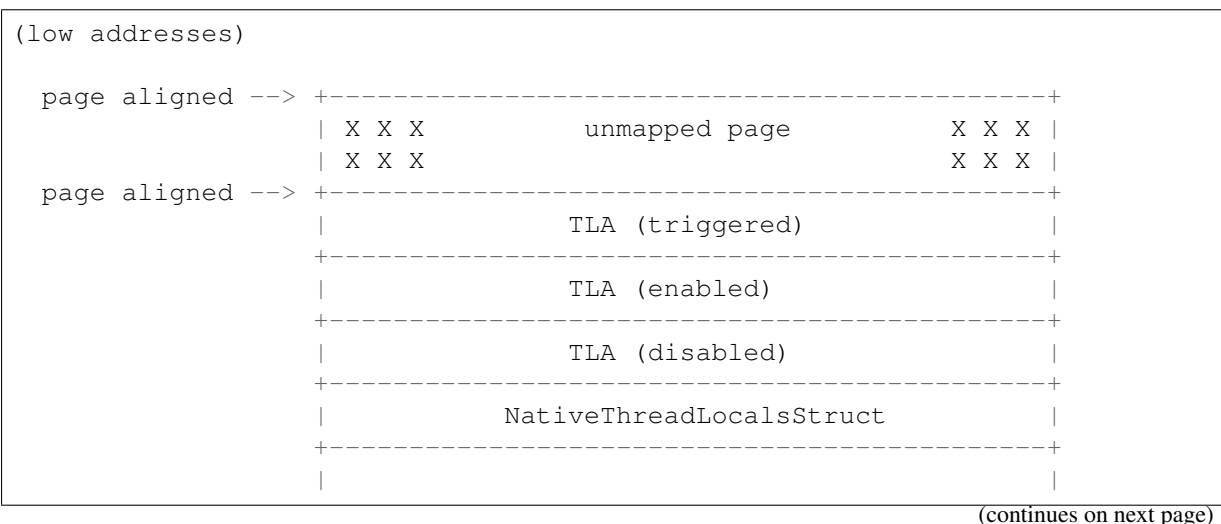 (low addresses)
page aligned --> +---------------------------------------------+
| X X X unmapped page X X X |
| X X X X X X |
page aligned --> +---------------------------------------------+
| TLA (triggered) |
+---------------------------------------------+
| TLA (enabled) |
+---------------------------------------------+
| TLA (disabled) |
+---------------------------------------------+
| NativeThreadLocalsStruct |
+---------------------------------------------+
| |
(continues on next page)